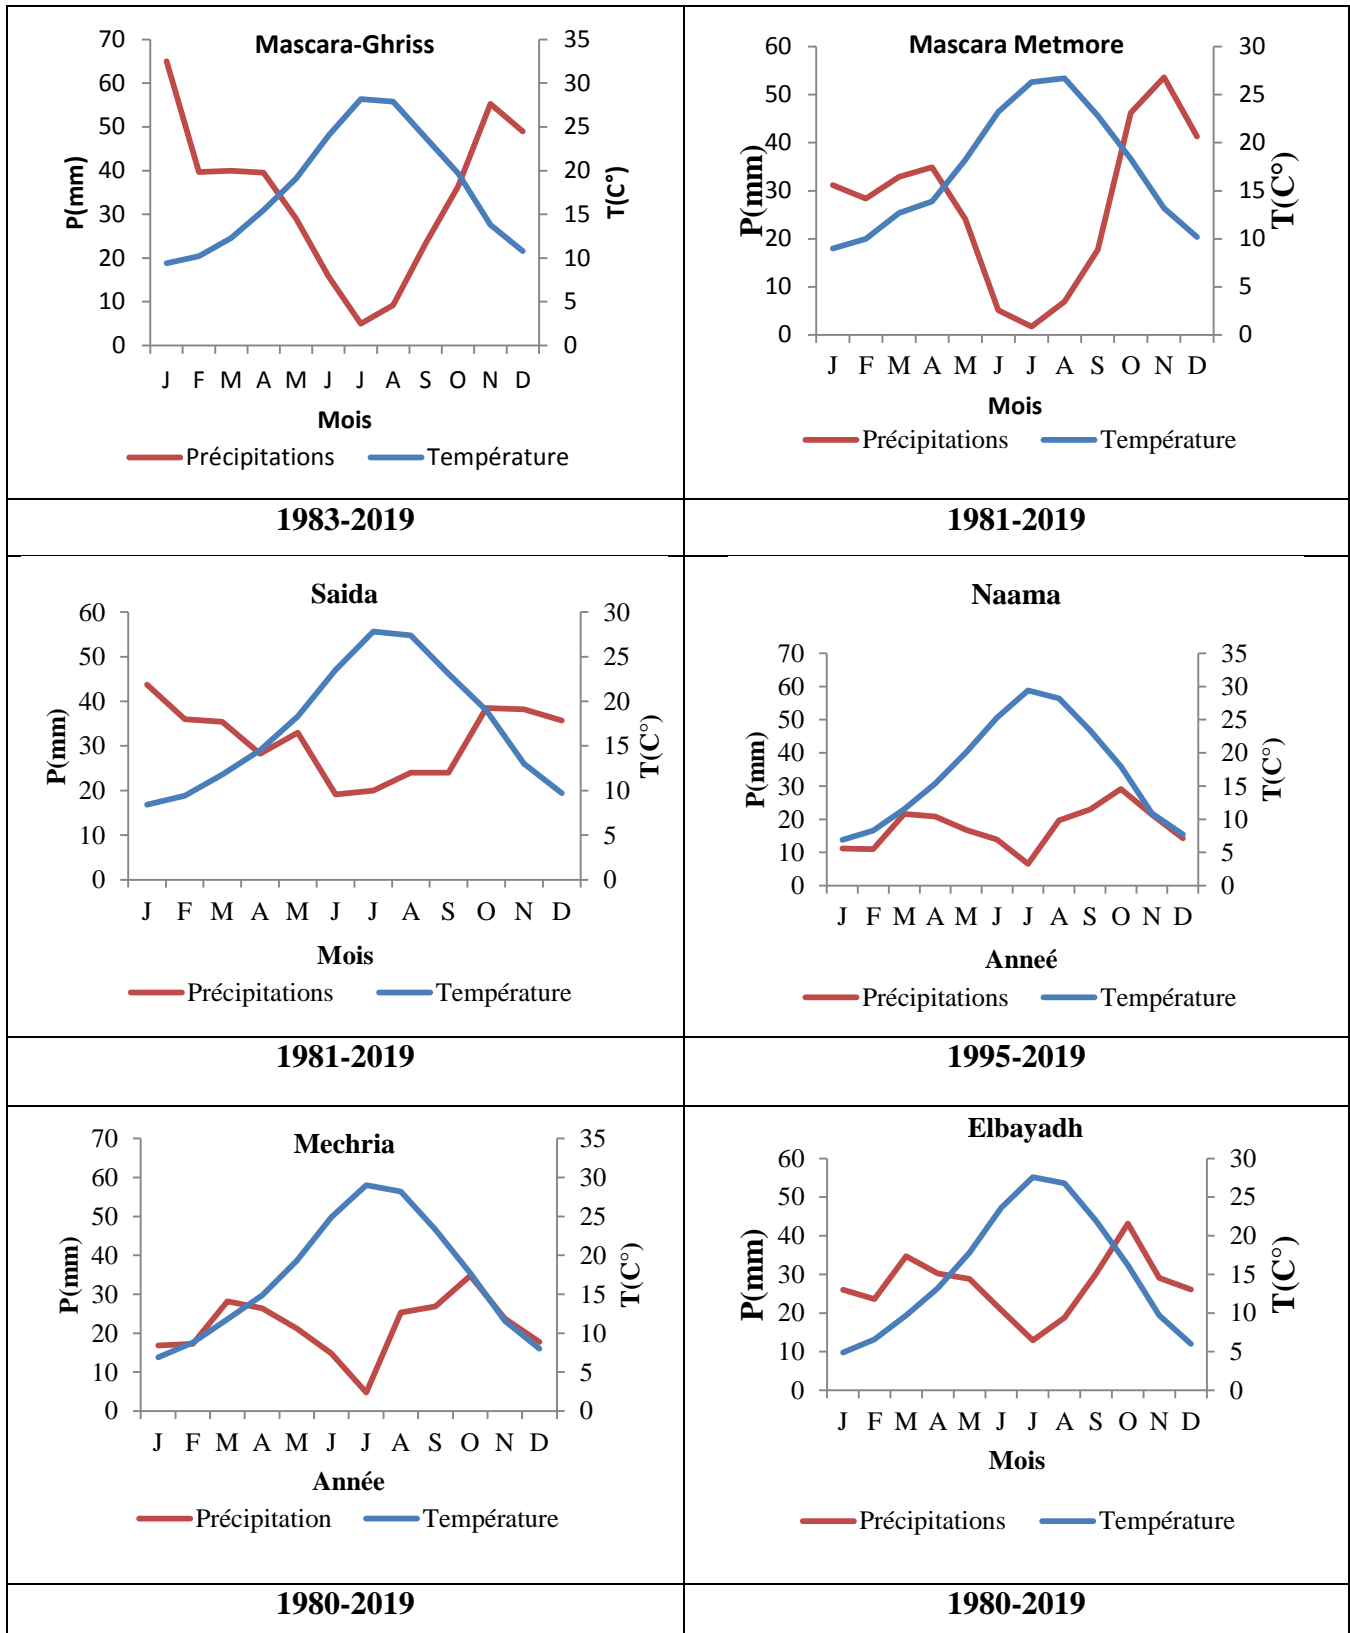 Mascara-Ghriss
70
60
50
40
30
20
10
0
P(mm)
35
30
25
20
15
10
5
0
T(C°)
J F M A M J J A S O N D
Mois
Précipitations Température
1983-2019
Mascara Metmore
60
50
40
30
20
10
0
P(mm)
30
25
20
15
10
5
0
T(C°)
J F M A M J J A S O N D
Mois
Précipitations Température
1981-2019
Saida
60
50
40
30
20
10
0
P(mm)
30
25
20
15
10
5
0
T(C°)
J F M A M J J A S O N D
Mois
Précipitations Température
1981-2019
Naama
70
60
50
40
30
20
10
0
P(mm)
35
30
25
20
15
10
5
0
T(C°)
J F M A M J J A S O N D
Anneé
Précipitations Température
1995-2019
Mechria
70
60
50
40
30
20
10
0
P(mm)
35
30
25
20
15
10
5
0
T(C°)
J F M A M J J A S O N D
Année
Précipitation Température
1980-2019
Elbayadh
60
50
40
30
20
10
0
P(mm)
30
25
20
15
10
5
0
T(C°)
J F M A M J J A S O N D
Mois
Précipitations Température
1980-2019